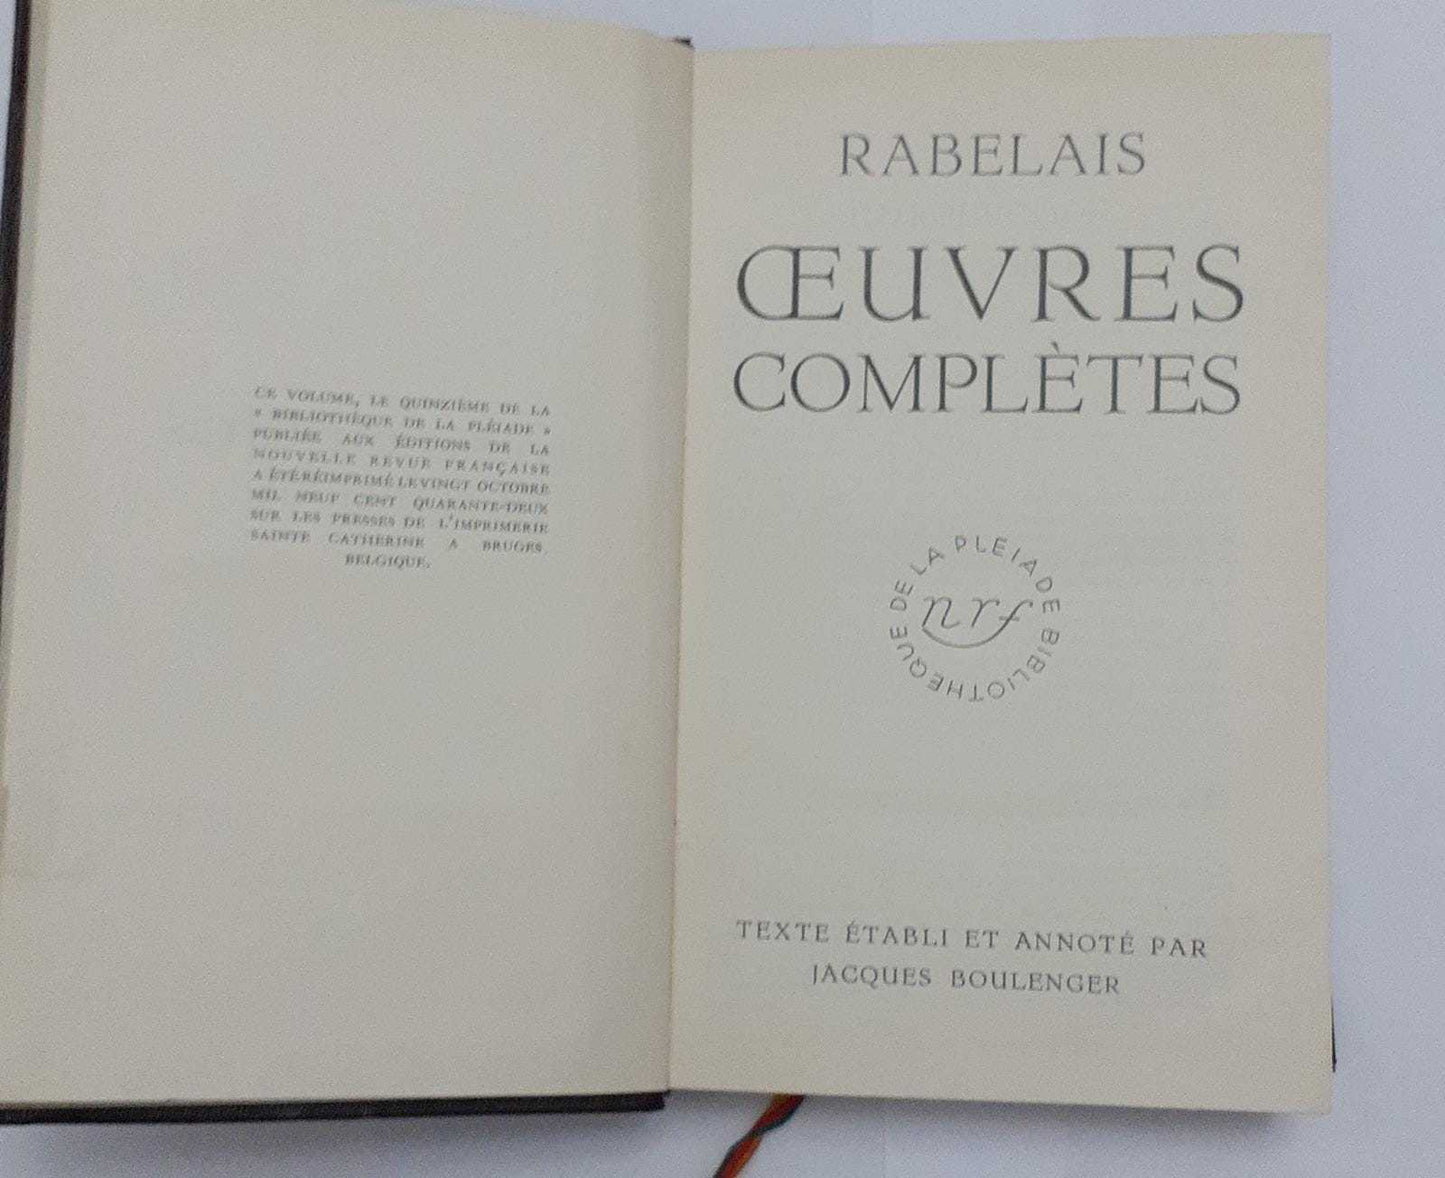 CE VOLUME, LE QUINZIÈME DE LA
« BIBLIOTHÈQUE DE LA PLÉIADE »
PUBLIÉE AUX ÉDITIONS DE LA
NOUVELLE REVUE FRANÇAISE
A ÉTÉ RÉIMPRIMÉ LE VINGT OCTOBRE
MIL NEUF CENT QUARANTE-DEUX
SUR LES PRESSES DE L'IMPRIMERIE
SAINTE CATHERINE A BRUGES
BELGIQUE.
RABELAIS
ŒUVRES
COMPLÈTES
BIBLIOTHEQUE DE LA PLEIADE
nrf
TEXTE ÉTABLI ET ANNOTÉ PAR
JACQUES BOULENGER